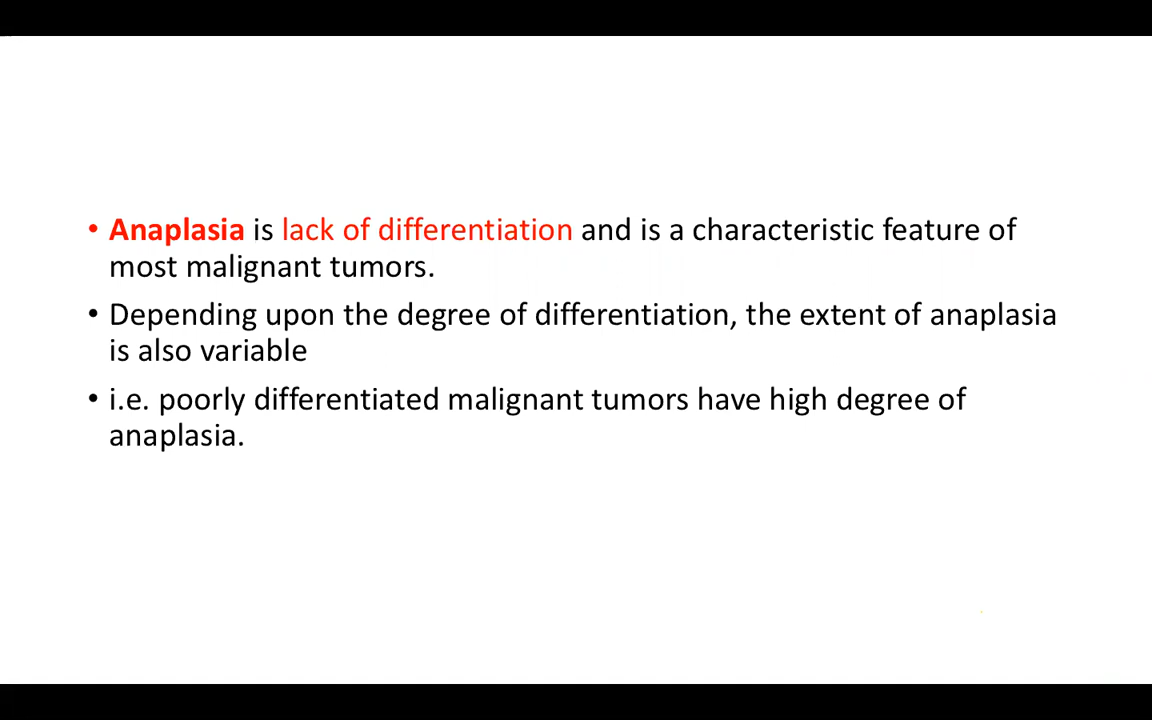 • Anaplasia is lack of differentiation and is a characteristic feature of
most malignant tumors.
• Depending upon the degree of differentiation, the extent of anaplasia
is also variable
• i.e. poorly differentiated malignant tumors have high degree of
anaplasia.